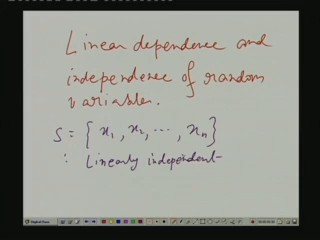 Linear dependence and
independence of random
variables.
S = { x1, x2, ..., xn }
: Linearly independent